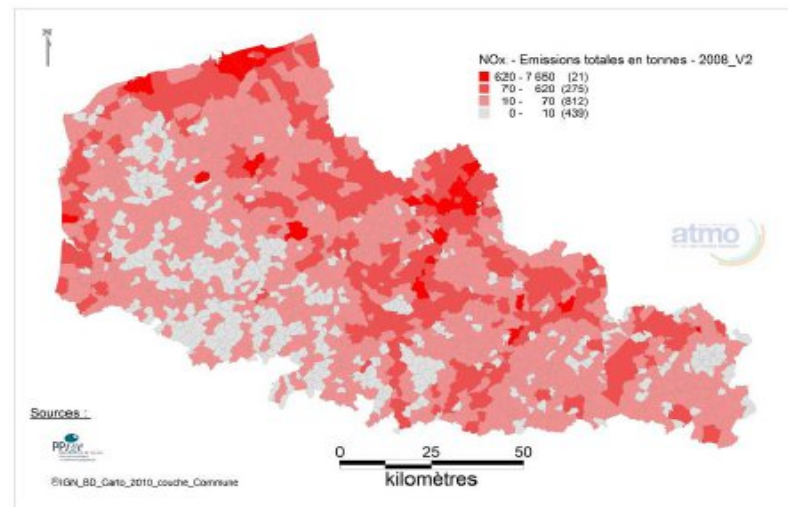 NOx - Emissions totales en tonnes - 2008_V2
620 - 7 650 (21)
70 - 620 (275)
10 - 70 (812)
0 - 10 (439)
atmo
Sources :
0 25 50
kilomètres
©IGN_BD_Carto_2010_couche_Commune